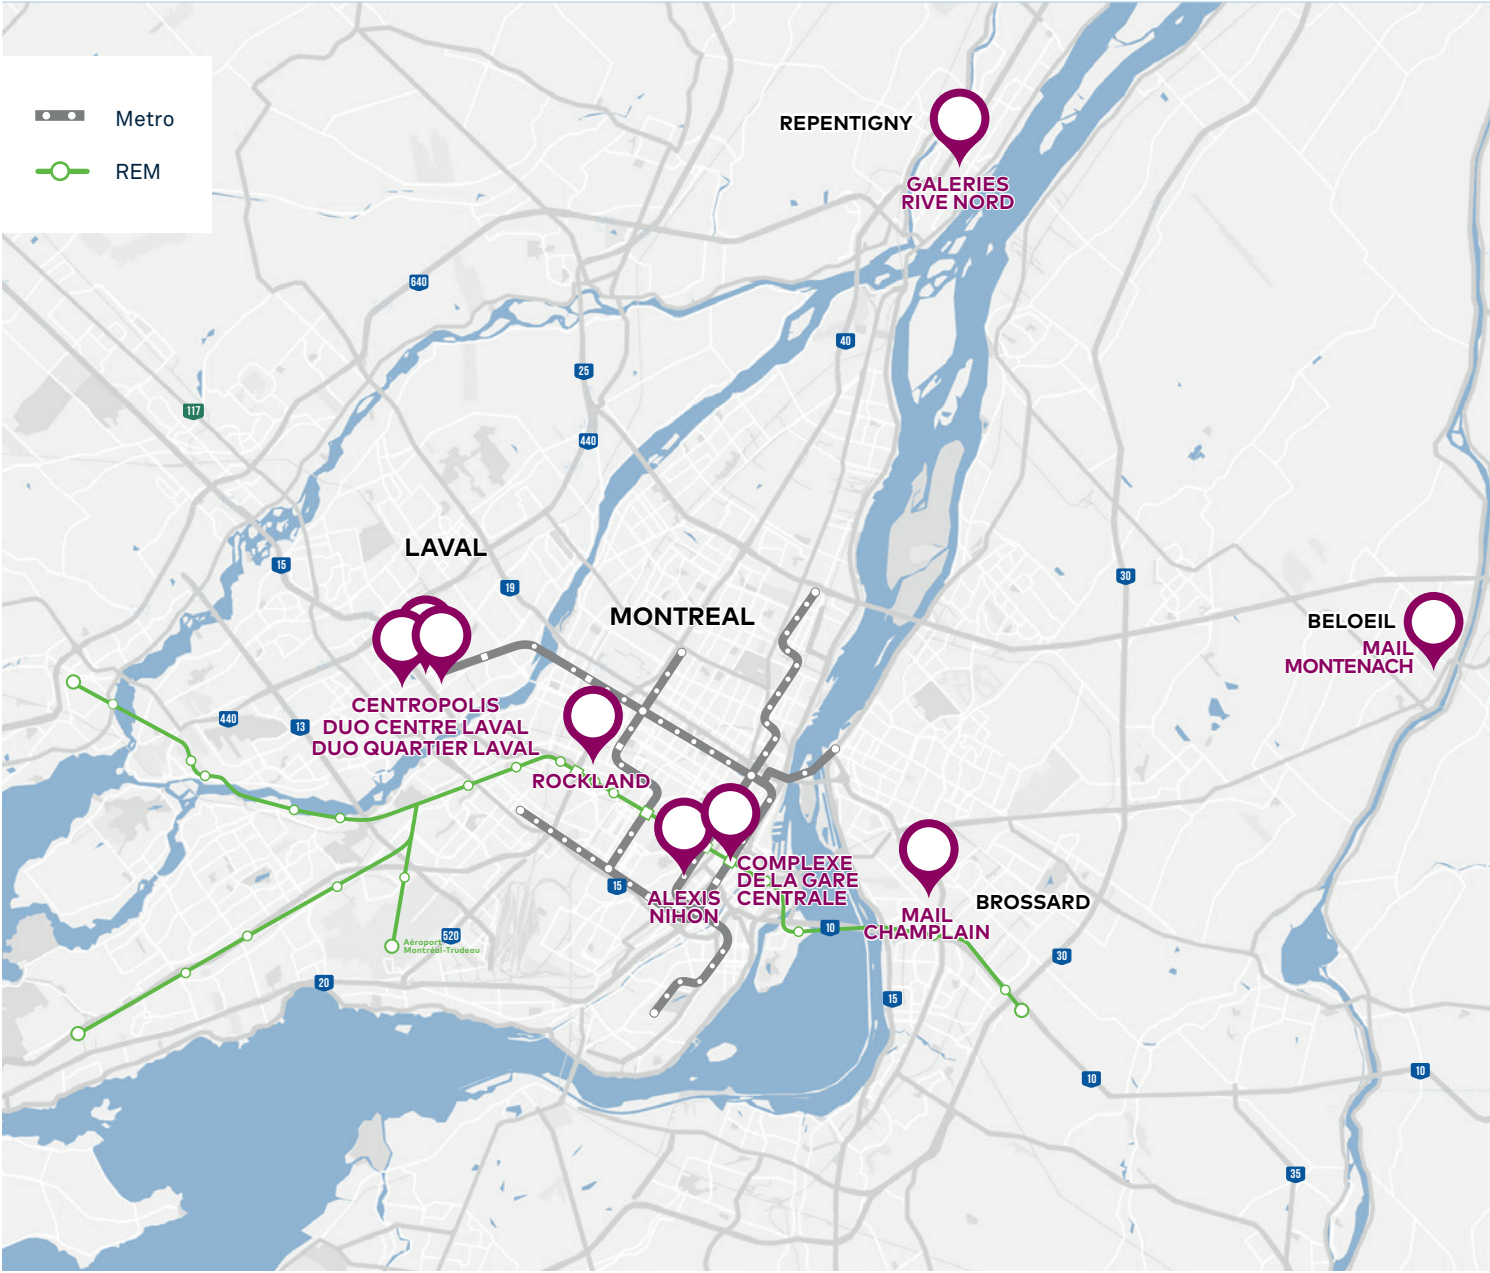 Metro
REM
REPENTIGNY
GALERIES
RIVE NORD
640
40
25
117
440
LAVAL
15
19
30
MONTREAL
BELOEIL
MAIL
MONTENACH
CENTROPOLIS
DUO CENTRE LAVAL
DUO QUARTIER LAVAL
440
13
ROCKLAND
COMPLEXE
DE LA GARE
CENTRALE
15
ALEXIS
NIHON
BROSSARD
MAIL
CHAMPLAIN
10
520
Aéroport
Montréal-Trudeau
30
20
15
10
10
35